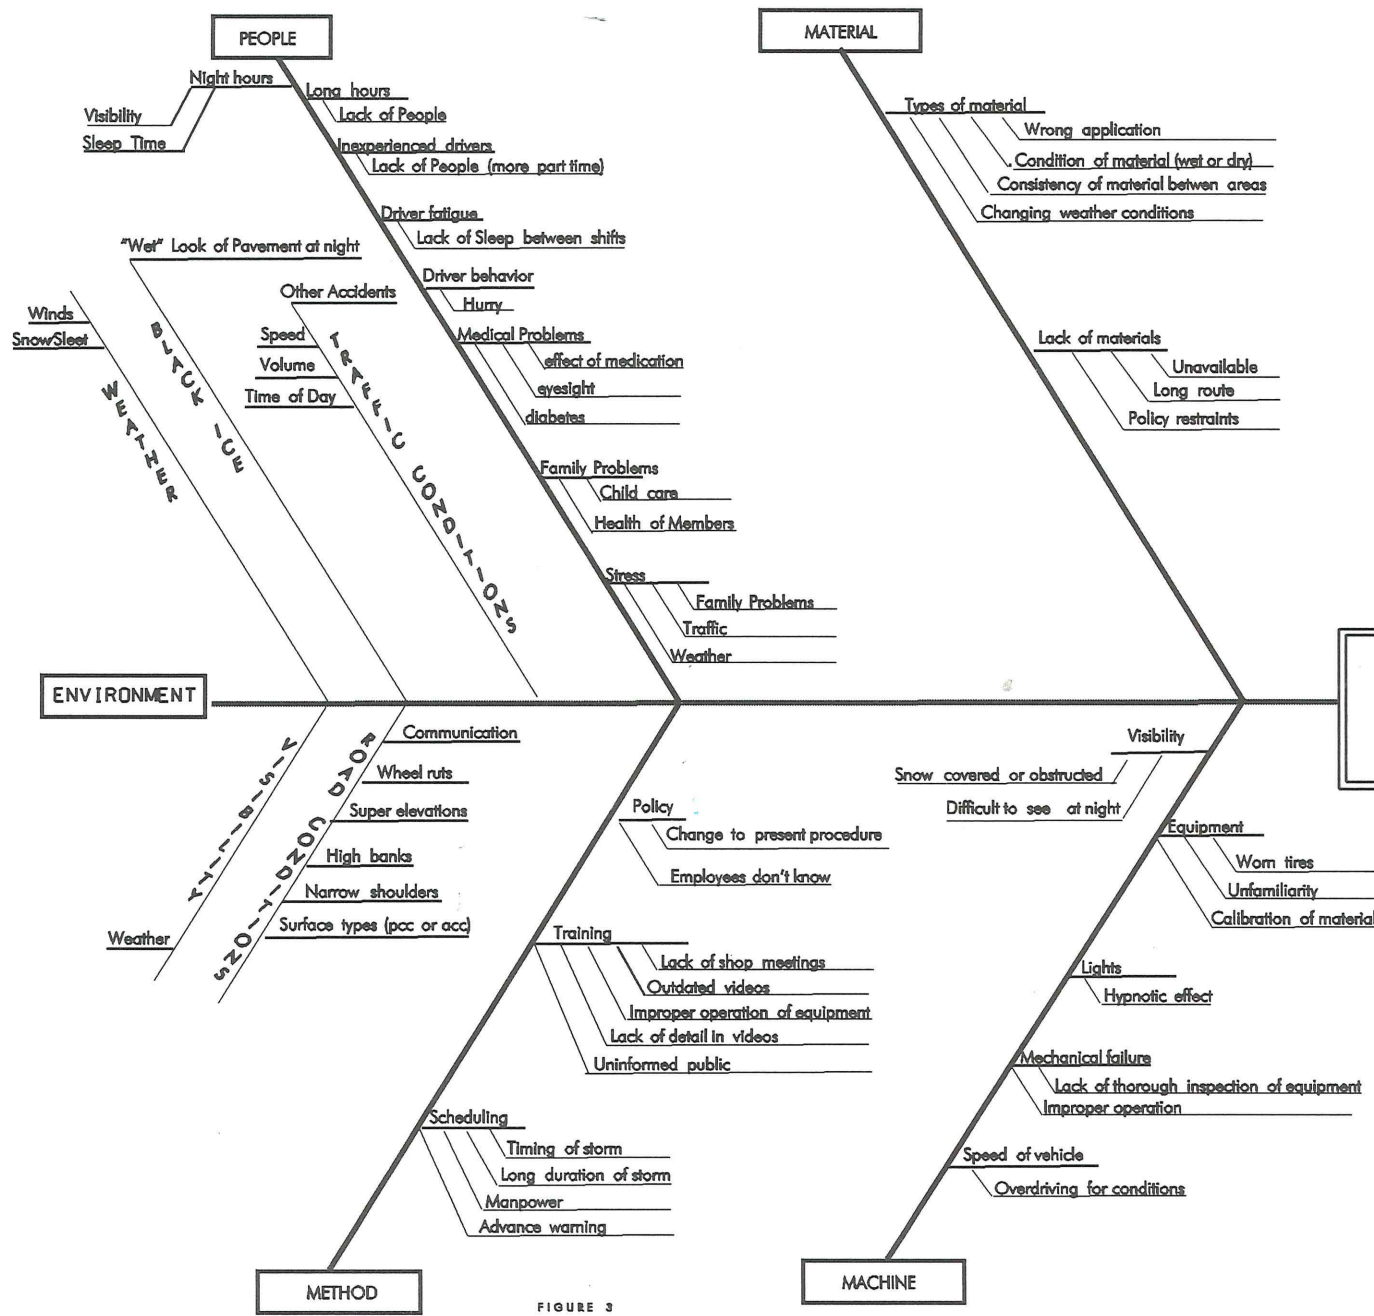 PEOPLE
Night hours
Visibility
Sleep Time
Long hours
Lack of People
Inexperienced drivers
Lack of People (more part time)
Driver fatigue
Lack of Sleep between shifts
Driver behavior
Hurry
Medical Problems
effect of medication
eyesight
diabetes
Family Problems
Child care
Health of Members
Stress
Family Problems
Traffic
Weather
MATERIAL
Types of material
Wrong application
Condition of material (wet or dry)
Consistency of material betwen areas
Changing weather conditions
Lack of materials
Unavailable
Long route
Policy restraints
ENVIRONMENT
WEATHER
Winds
Snow/Sleet
BLACK ICE
"Wet" Look of Pavement at night
TRAFFIC CONDITIONS
Other Accidents
Speed
Volume
Time of Day
VISIBILITY
Weather
ROAD CONDITIONS
Communication
Wheel ruts
Super elevations
High banks
Narrow shoulders
Surface types (pcc or acc)
METHOD
Policy
Change to present procedure
Employees don't know
Training
Lack of shop meetings
Outdated videos
Improper operation of equipment
Lack of detail in videos
Uninformed public
Scheduling
Timing of storm
Long duration of storm
Manpower
Advance warning
MACHINE
Visibility
Snow covered or obstructed
Difficult to see at night
Equipment
Worn tires
Unfamiliarity
Calibration of material
Lights
Hypnotic effect
Mechanical failure
Lack of thorough inspection of equipment
Improper operation
Speed of vehicle
Overdriving for conditions
FIGURE 3